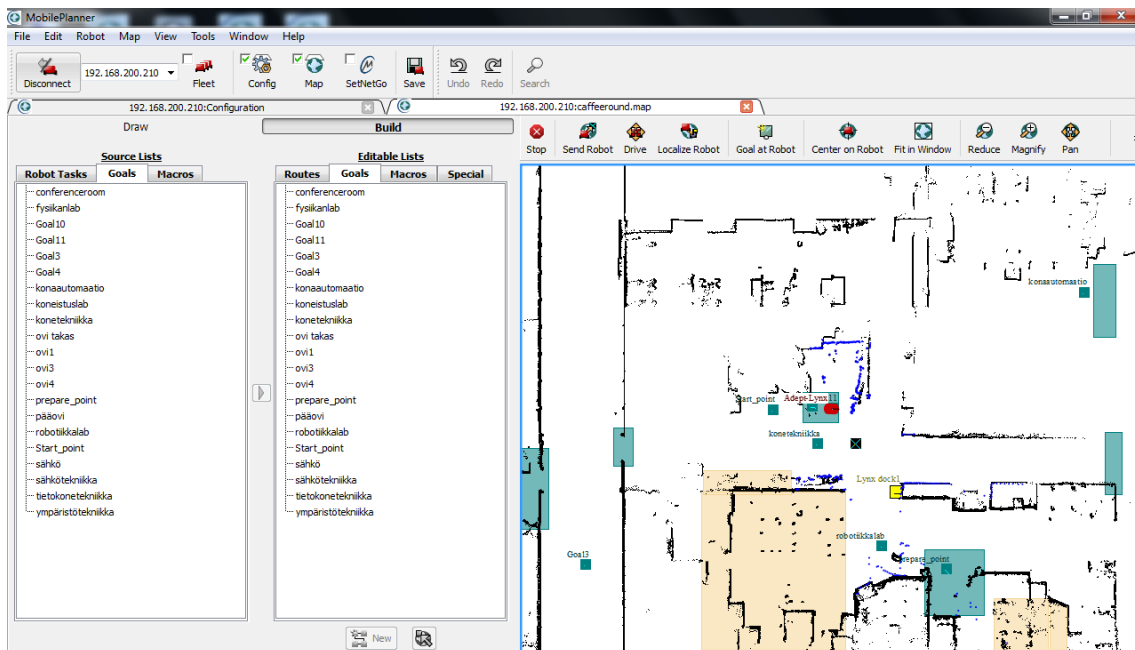 MobilePlanner
File Edit Robot Map View Tools Window Help
Disconnect 192.168.200.210 Fleet Config Map SetNetGo Save Undo Redo Search
192.168.200.210:Configuration 192.168.200.210:caffeeround.map
Draw Build
Stop Send Robot Drive Localize Robot Goal at Robot Center on Robot Fit in Window Reduce Magnify Pan
Source Lists Editable Lists
Robot Tasks Goals Macros Routes Goals Macros Special
conferenceroom conferenceroom
fysiikanlab fysiikanlab
Goal10 Goal10
Goal11 Goal11
Goal3 Goal3
Goal4 Goal4
konaautomaatio konaautomaatio
koneistuslab koneistuslab
konetekniikka konetekniikka
ovi takas ovi takas
ovi1 ovi1
ovi3 ovi3
ovi4 ovi4
prepare_point prepare_point
pääovi pääovi
robotiikkalab robotiikkalab
Start_point Start_point
sähkö sähkö
sähkötekniikka sähkötekniikka
tietokonetekniikka tietokonetekniikka
ympäristötekniikka ympäristötekniikka
New
konaautomaatio
Start_point Adept-Lynx11
konetekniikka
Lynx dock1
robotiikkalab
Goal3 prepare_point